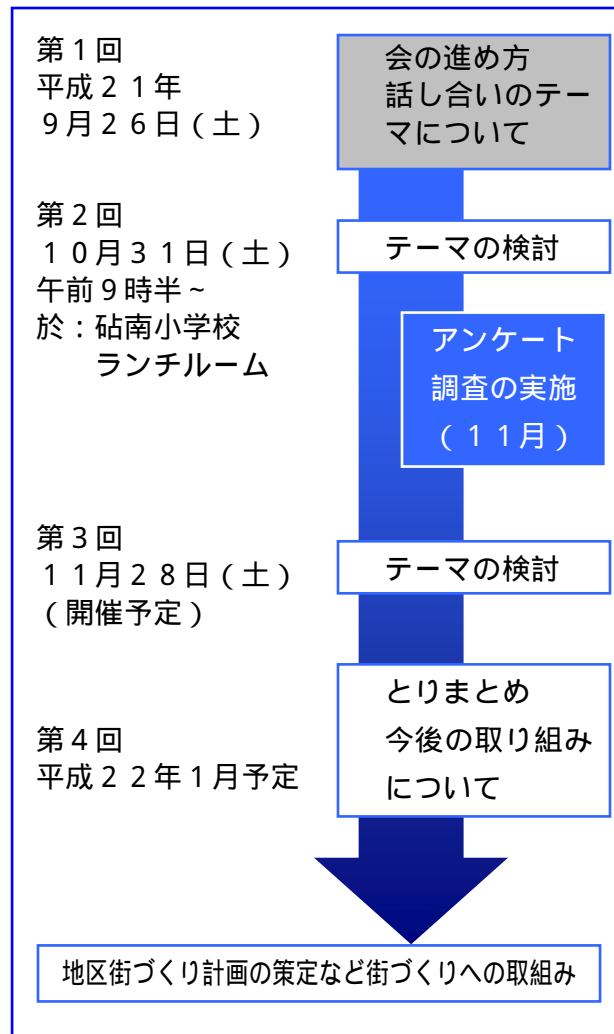 第1回
平成21年
9月26日(土)
会の進め方
話し合いのテー
マについて
第2回
10月31日(土)
午前9時半~
於:砧南小学校
ランチルーム
テーマの検討
アンケート
調査の実施
(11月)
第3回
11月28日(土)
(開催予定)
テーマの検討
第4回
平成22年1月予定
とりまとめ
今後の取り組み
について
地区街づくり計画の策定など街づくりへの取組み